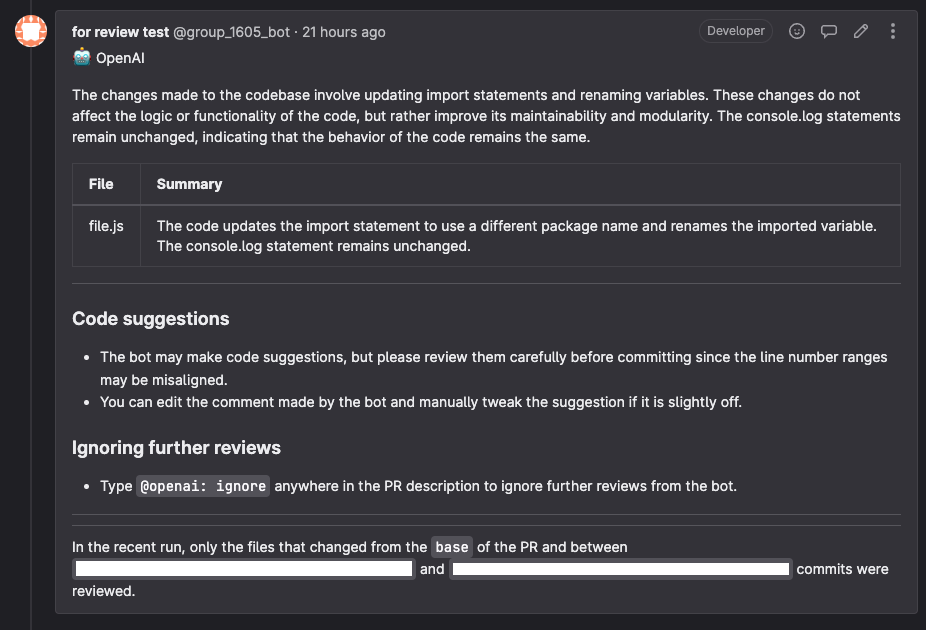 for review test @group_1605_bot · 21 hours ago
Developer
OpenAI
The changes made to the codebase involve updating import statements and renaming variables. These changes do not
affect the logic or functionality of the code, but rather improve its maintainability and modularity. The console.log statements
remain unchanged, indicating that the behavior of the code remains the same.
File Summary
file.js The code updates the import statement to use a different package name and renames the imported variable.
The console.log statement remains unchanged.
Code suggestions
• The bot may make code suggestions, but please review them carefully before committing since the line number ranges
may be misaligned.
• You can edit the comment made by the bot and manually tweak the suggestion if it is slightly off.
Ignoring further reviews
• Type @openai: ignore anywhere in the PR description to ignore further reviews from the bot.
In the recent run, only the files that changed from the base of the PR and between
and commits were
reviewed.